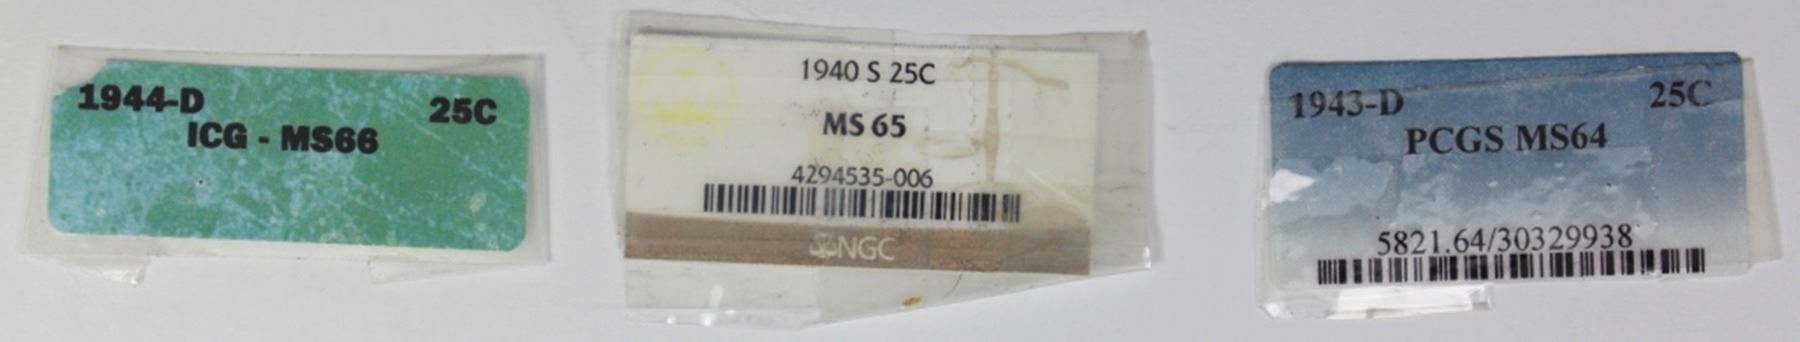 1944-D 25C
ICG - MS66
1940 S 25C
MS 65
4294535-006
NGC
1943-D 25C
PCGS MS64
5821.64/30329938